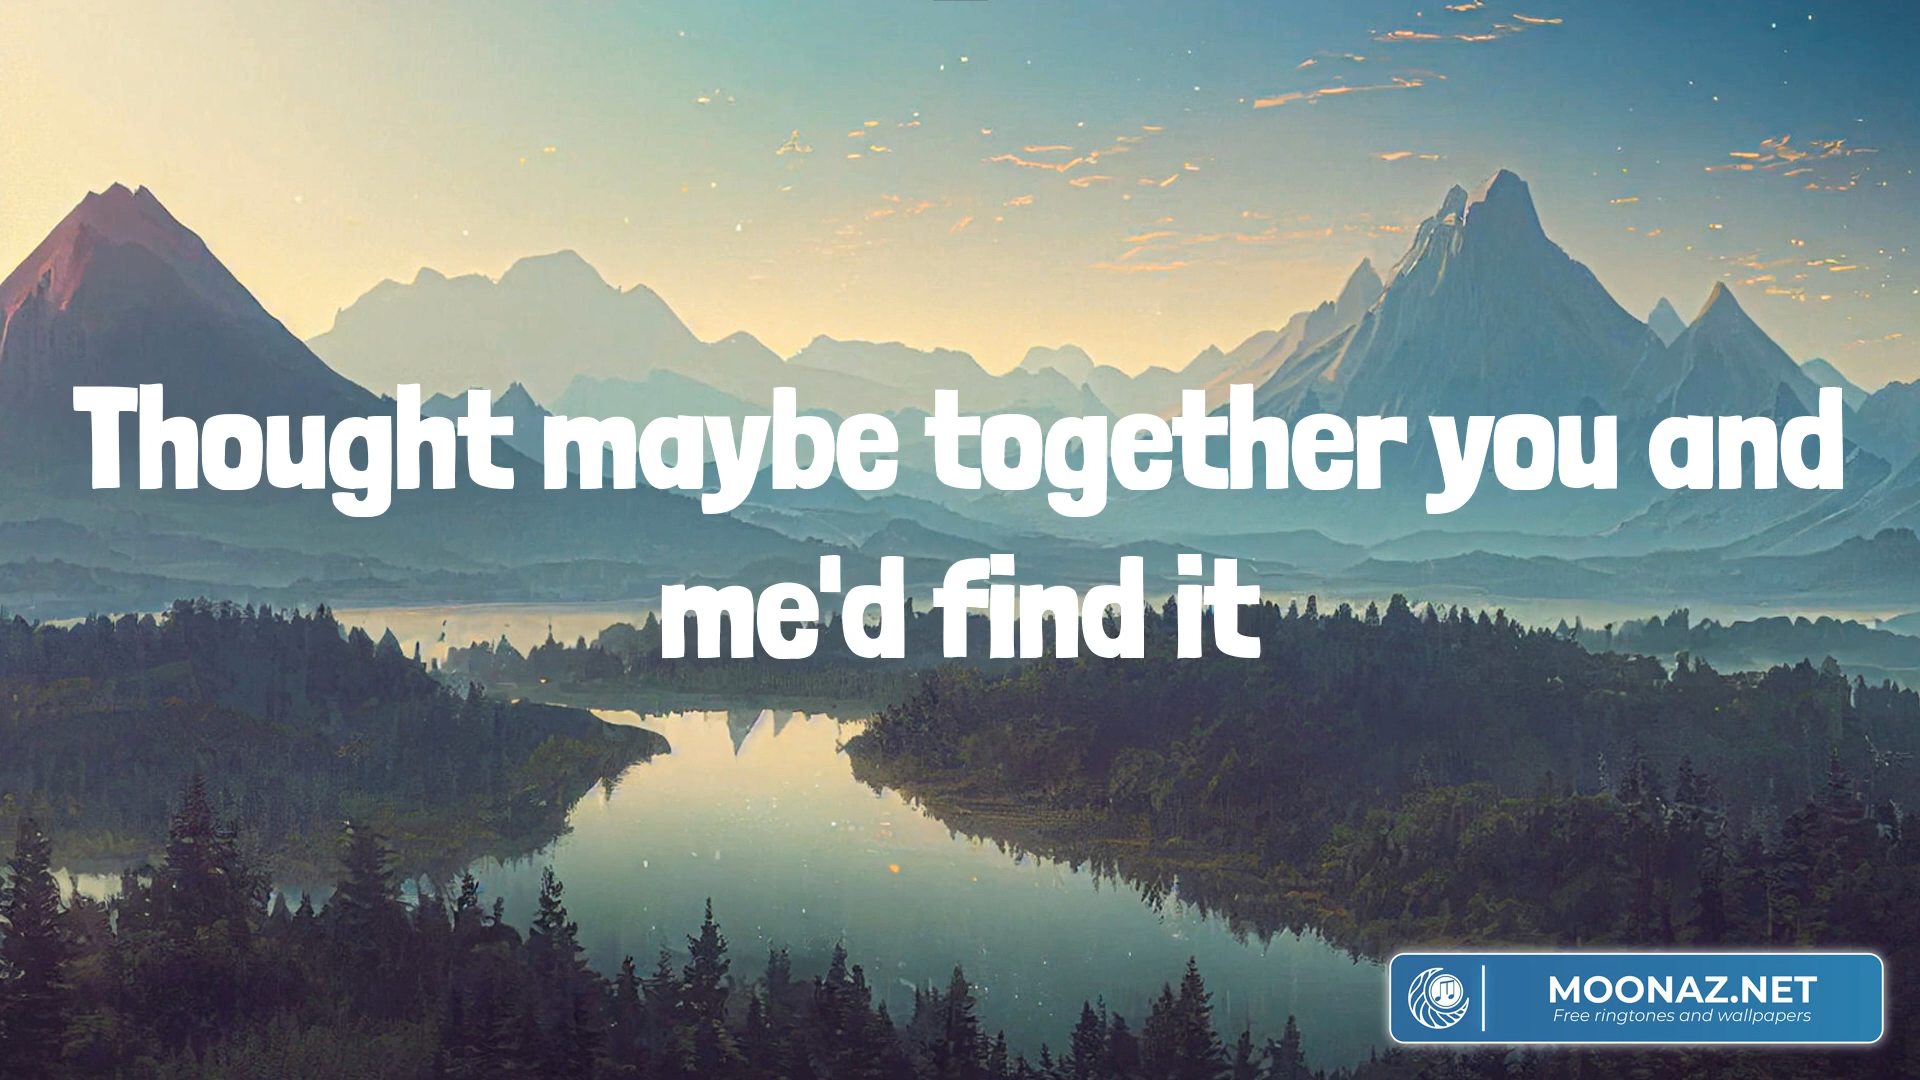 Thought maybe together you and
me'd find it
MOONAZ.NET
Free ringtones and wallpapers